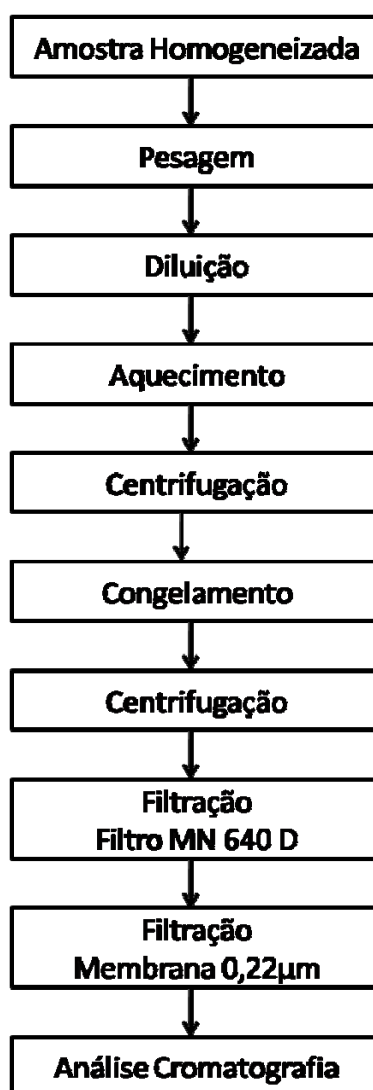 Amostra Homogeneizada
Pesagem
Diluição
Aquecimento
Centrifugação
Congelamento
Centrifugação
Filtração
Filtro MN 640 D
Filtração
Membrana 0,22µm
Análise Cromatografia